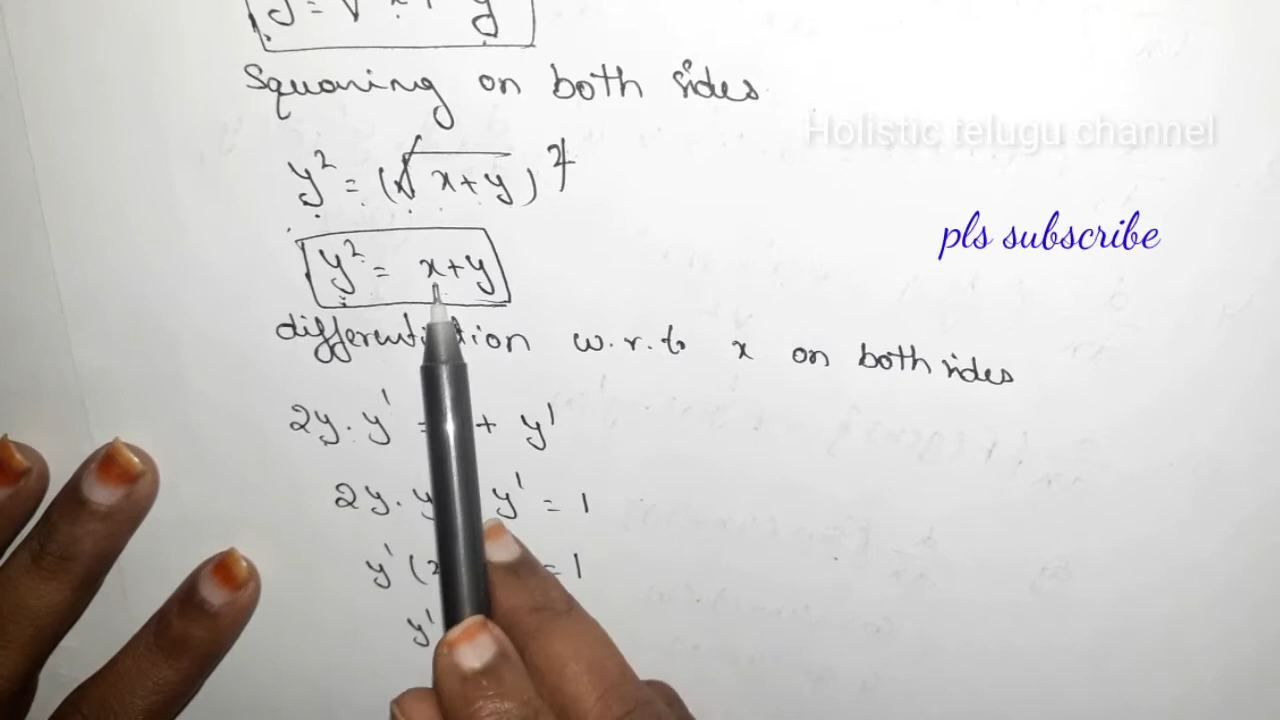 y = √x + y
Squaring on both sides
Holistic telugu channel
y² = (√x+y)²
pls subscribe
y² = x+y
differentiation w.r.to x on both sides
2y. y' = + y'
2y. y y' = 1
y' (2 = 1
y'